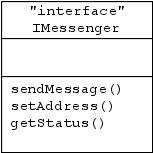 "interface"
IMessenger
sendMessage()
setAddress()
getStatus()